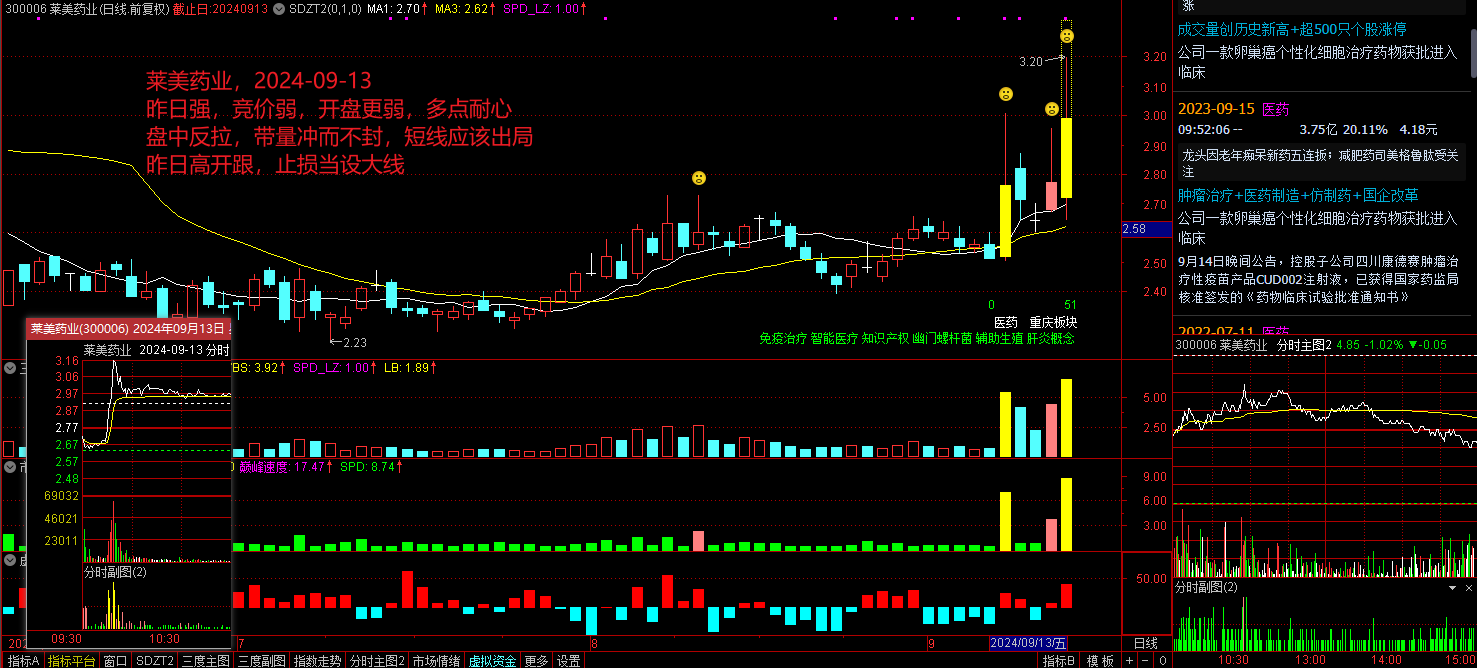 300006 莱美药业(日线.前复权) 截止日:20240913 SDZT2(0,1,0) MA1: 2.70↑ MA3: 2.62↑ SPD_LZ: 1.00↑
莱美药业，2024-09-13
昨日强，竞价弱，开盘更弱，多点耐心
盘中反拉，带量冲而不封，短线应该出局
昨日高开跟，止损当设大线
3.20
2.23
3.20
3.10
3.00
2.90
2.80
2.70
2.58
2.50
2.40
0
51
医药 重庆板块
免疫治疗 智能医疗 知识产权 幽门螺杆菌 辅助生殖 肝炎概念
莱美药业(300006) 2024年09月13日
莱美药业 2024-09-13 分时
3.16
3.06
2.97
2.87
2.77
2.67
2.57
2.48
69032
46021
23011
分时副图(2)
09:30
10:30
BS: 3.92↑ SPD_LZ: 1.00↑ LB: 1.89↑
5.00
2.50
巅峰速度: 17.47↑ SPD: 8.74↑
9.00
6.00
3.00
50.00
7
8
9
2024/09/13/五
日线
指标A 指标平台 窗口 SDZT2 三度主图 三度副图 指数走势 分时主图2 市场情绪 虚拟资金 更多 设置
指标B 模 板 + − 0
涨
成交量创历史新高+超500只个股涨停
公司一款卵巢癌个性化细胞治疗药物获批进入
临床
2023-09-15 医药
09:52:06 -- 3.75亿 20.11% 4.18元
龙头因老年痴呆新药五连扳；减肥药司美格鲁肽受关
注
肿瘤治疗+医药制造+仿制药+国企改革
公司一款卵巢癌个性化细胞治疗药物获批进入
临床
9月14日晚间公告，控股子公司四川康德赛肿瘤治
疗性疫苗产品CUD002注射液，已获得国家药监局
核准签发的《药物临床试验批准通知书》
2022-07-11 医药
300006 莱美药业 分时主图2 4.85 -1.02% ▼-0.05
分时副图(2)
10:30
13:00
14:00
15:00